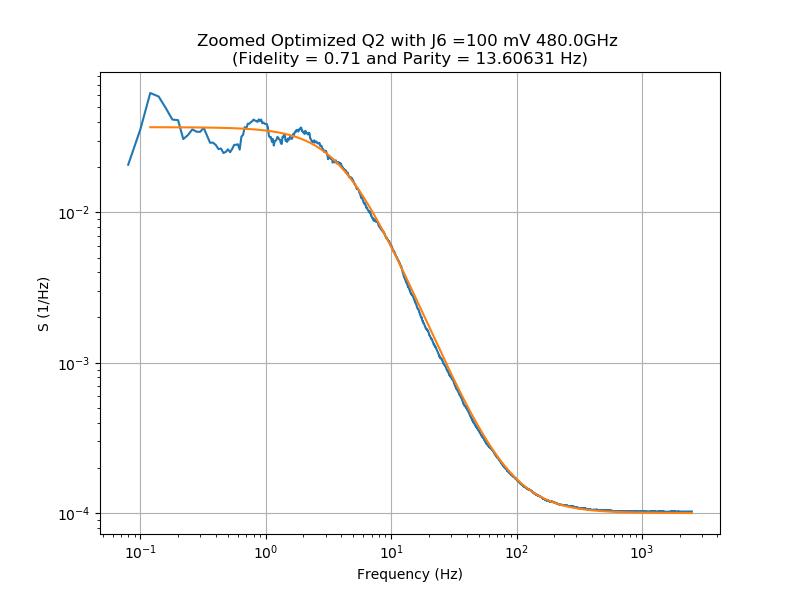 Zoomed Optimized Q2 with J6 =100 mV 480.0GHz
(Fidelity = 0.71 and Parity = 13.60631 Hz)
S (1/Hz)
10⁻²
10⁻³
10⁻⁴
10⁻¹ 10⁰ 10¹ 10² 10³
Frequency (Hz)